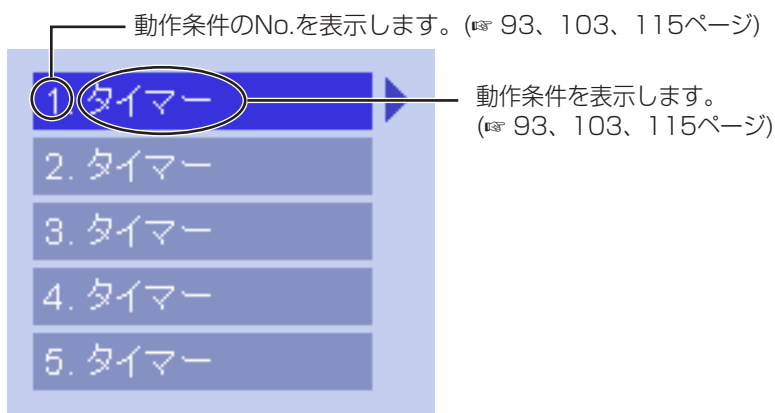 動作条件のNo.を表示します。(☞ 93、103、115ページ)
1. タイマー
動作条件を表示します。
(☞ 93、103、115ページ)
2. タイマー
3. タイマー
4. タイマー
5. タイマー